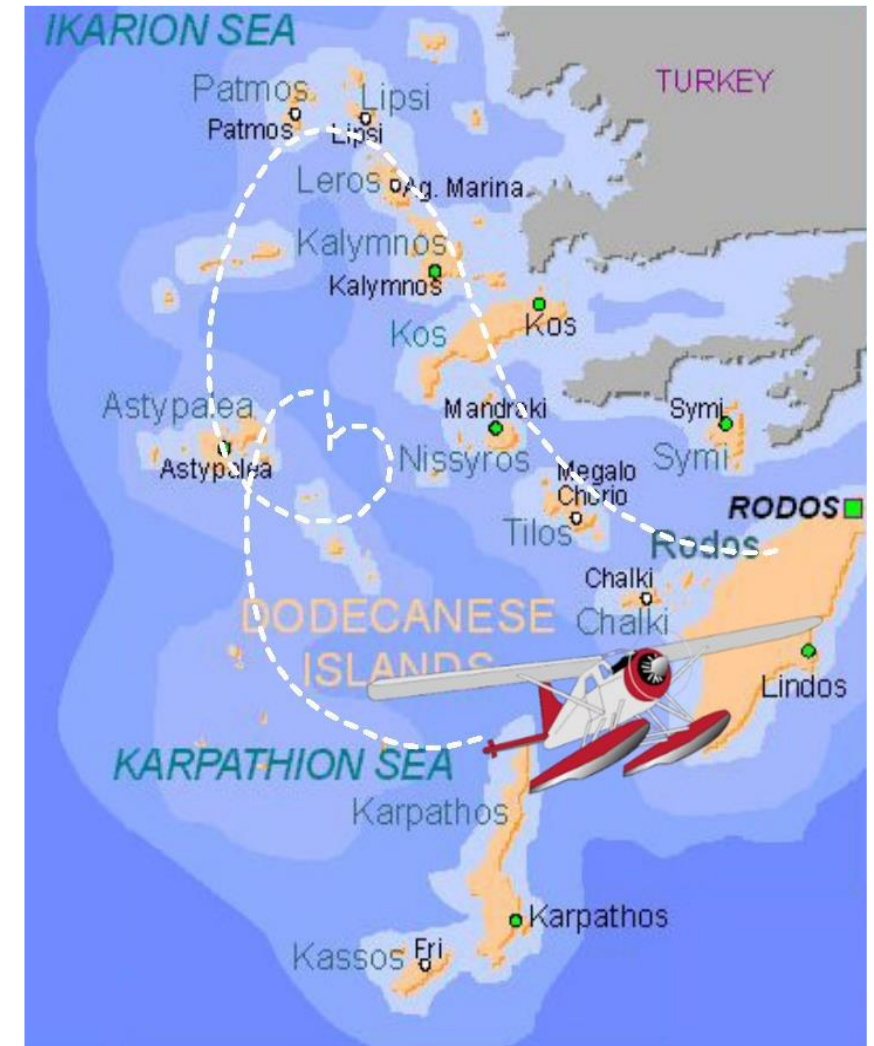 IKARION SEA
TURKEY
Patmos
Lipsi
Patmos
Lipsi
Leros
Ag. Marina
Kalymnos
Kalymnos
Kos
Kos
Astypalea
Mandraki
Symi
Astypalea
Nissyros
Symi
Megalo
Chorio
RODOS
Tilos
Rodos
Chalki
DODECANESE
Chalki
ISLANDS
Lindos
KARPATHION SEA
Karpathos
Karpathos
Kassos
Fri